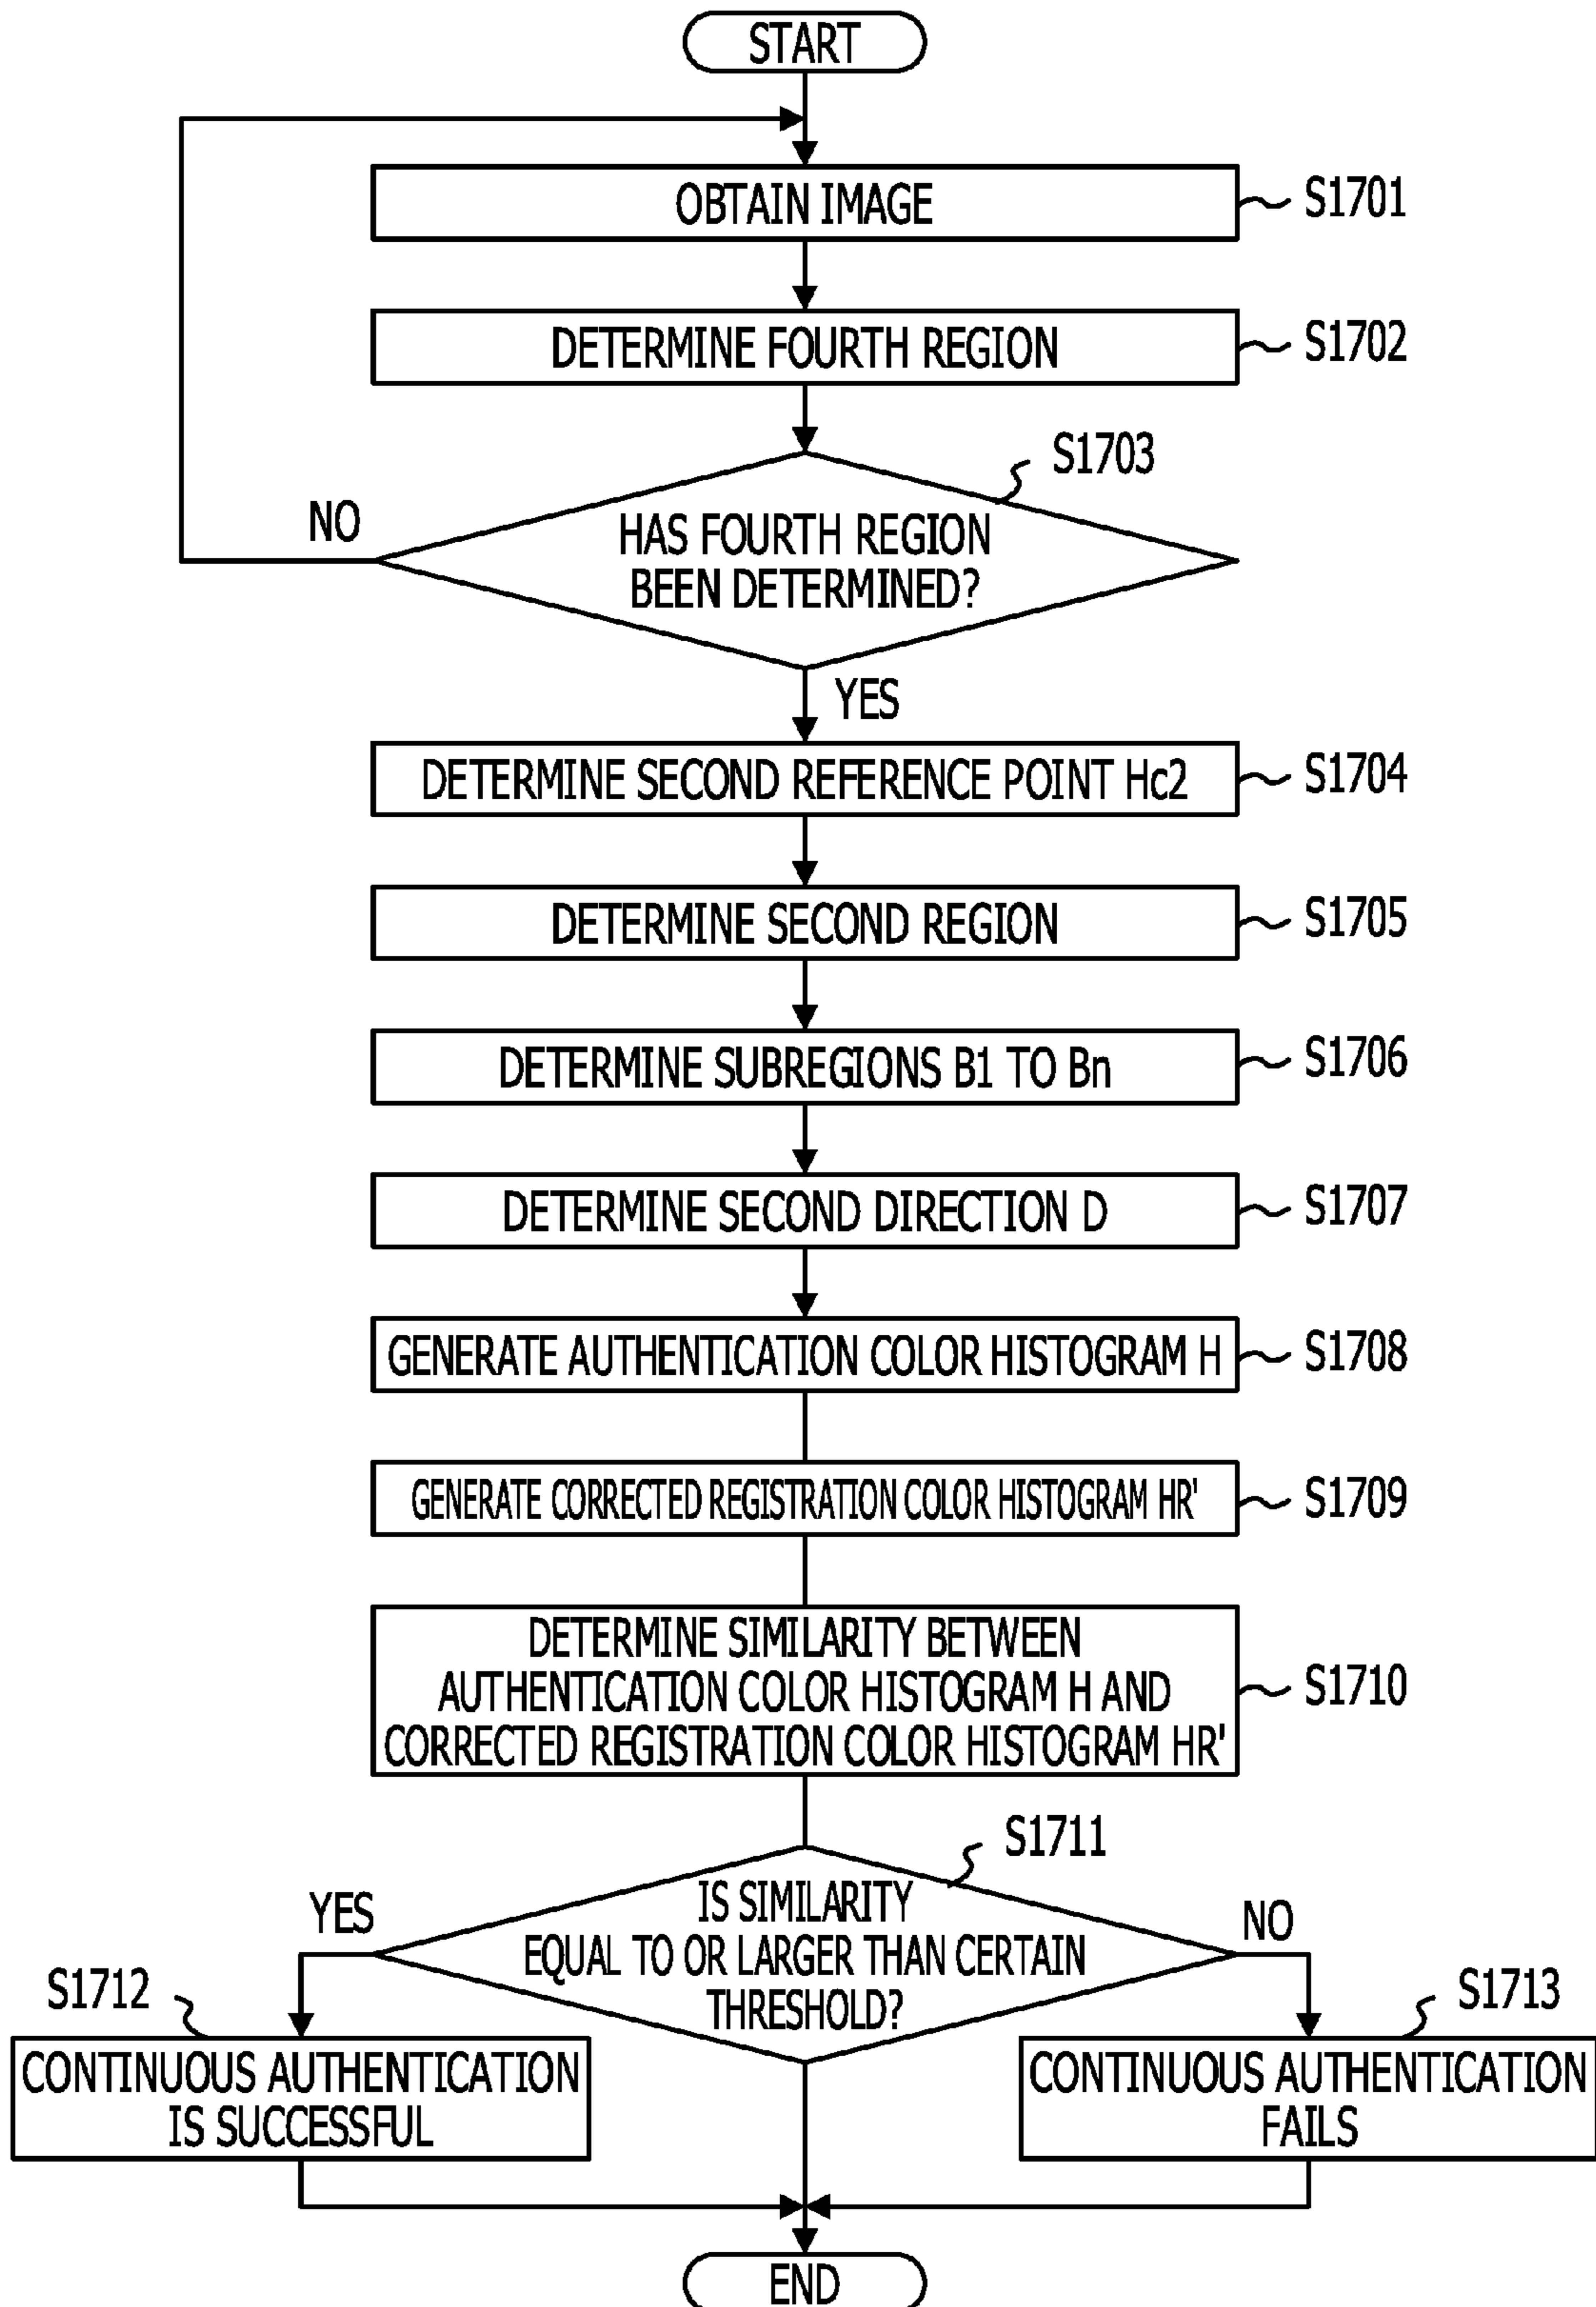 START
OBTAIN IMAGE
S1701
DETERMINE FOURTH REGION
S1702
S1703
NO
HAS FOURTH REGION
BEEN DETERMINED?
YES
DETERMINE SECOND REFERENCE POINT Hc2
S1704
DETERMINE SECOND REGION
S1705
DETERMINE SUBREGIONS B1 TO Bn
S1706
DETERMINE SECOND DIRECTION D
S1707
GENERATE AUTHENTICATION COLOR HISTOGRAM H
S1708
GENERATE CORRECTED REGISTRATION COLOR HISTOGRAM HR'
S1709
DETERMINE SIMILARITY BETWEEN
AUTHENTICATION COLOR HISTOGRAM H AND
CORRECTED REGISTRATION COLOR HISTOGRAM HR'
S1710
S1711
YES
IS SIMILARITY
EQUAL TO OR LARGER THAN CERTAIN
THRESHOLD?
NO
S1712
CONTINUOUS AUTHENTICATION
IS SUCCESSFUL
S1713
CONTINUOUS AUTHENTICATION
FAILS
END